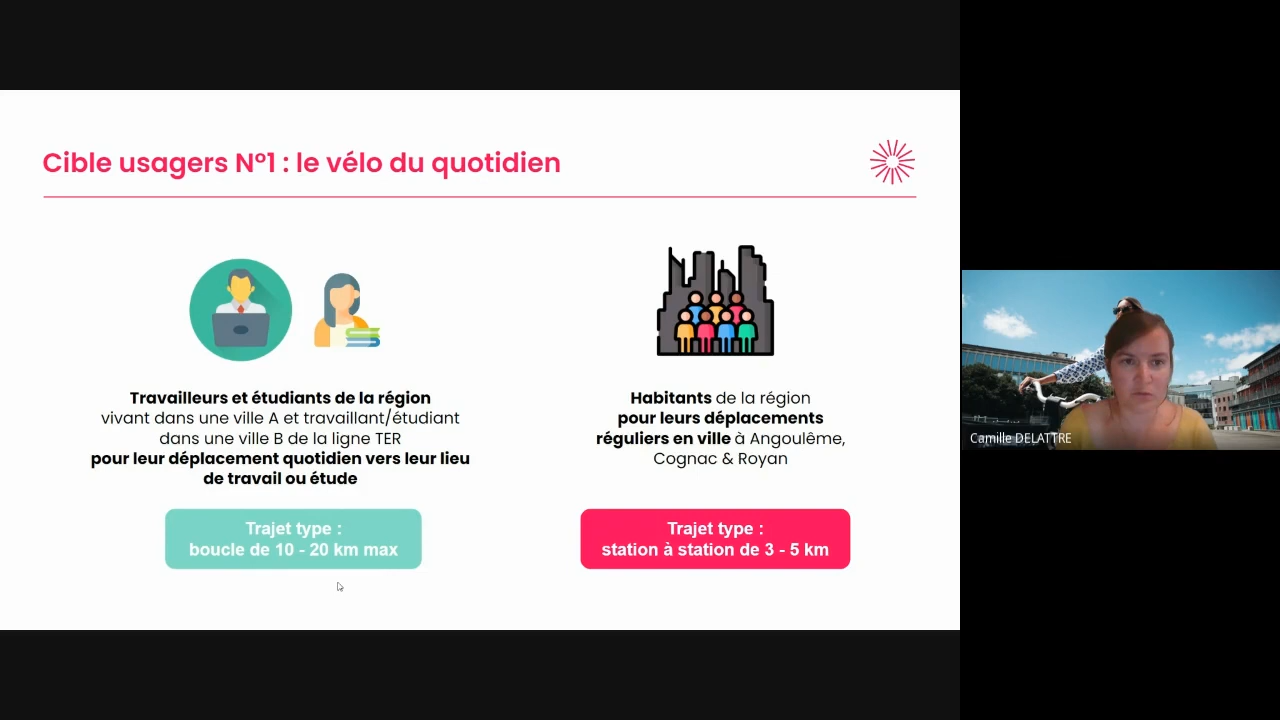 Cible usagers N°1 : le vélo du quotidien
Travailleurs et étudiants de la région
vivant dans une ville A et travaillant/étudiant
dans une ville B de la ligne TER
pour leur déplacement quotidien vers leur lieu
de travail ou étude
Trajet type :
boucle de 10 - 20 km max
Habitants de la région
pour leurs déplacements
réguliers en ville à Angoulême,
Cognac & Royan
Trajet type :
station à station de 3 - 5 km
Camille DELATTRE